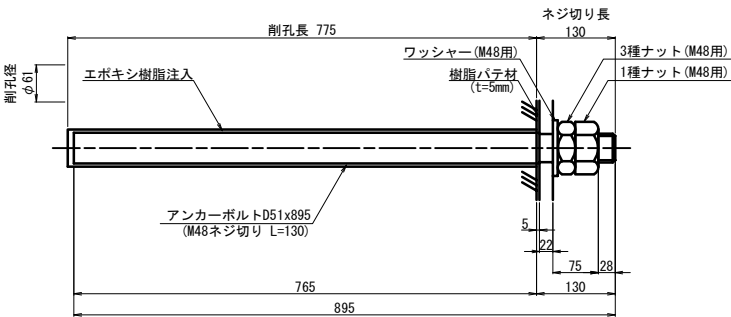 ネジ切り長
削孔長 775
130
ワッシャー(M48用)
3種ナット(M48用)
削孔径
φ61
エポキシ樹脂注入
樹脂パテ材
(t=5mm)
1種ナット(M48用)
アンカーボルトD51x895
(M48ネジ切り L=130)
5
22
75
28
765
130
895